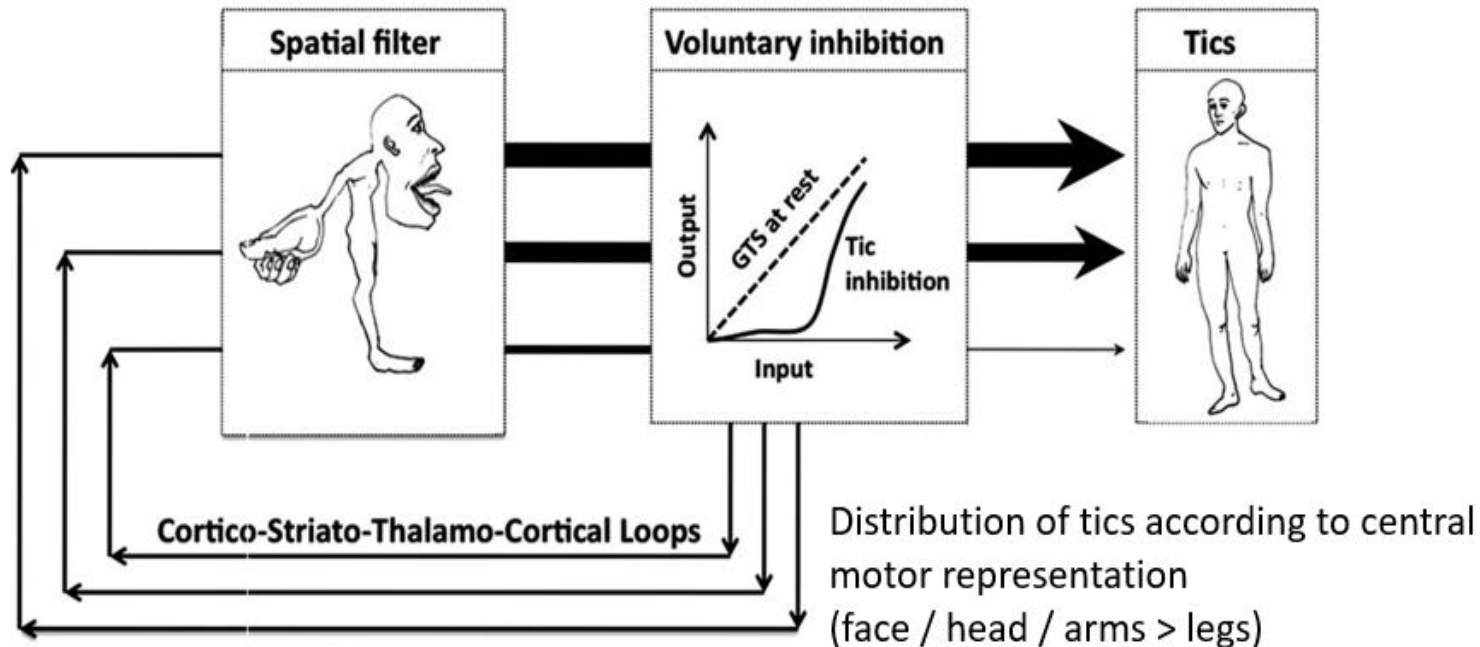 Spatial filter
Voluntary inhibition
Tics
Output
GTS at rest
Tic
inhibition
Input
Cortico-Striato-Thalamo-Cortical Loops
Distribution of tics according to central
motor representation
(face / head / arms > legs)